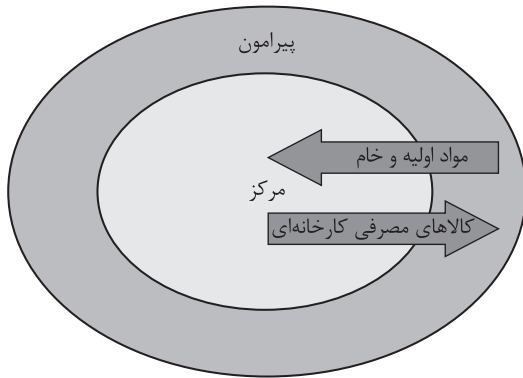 پیرامون
مواد اولیه و خام
مرکز
کالاهای مصرفی کارخانه‌ای